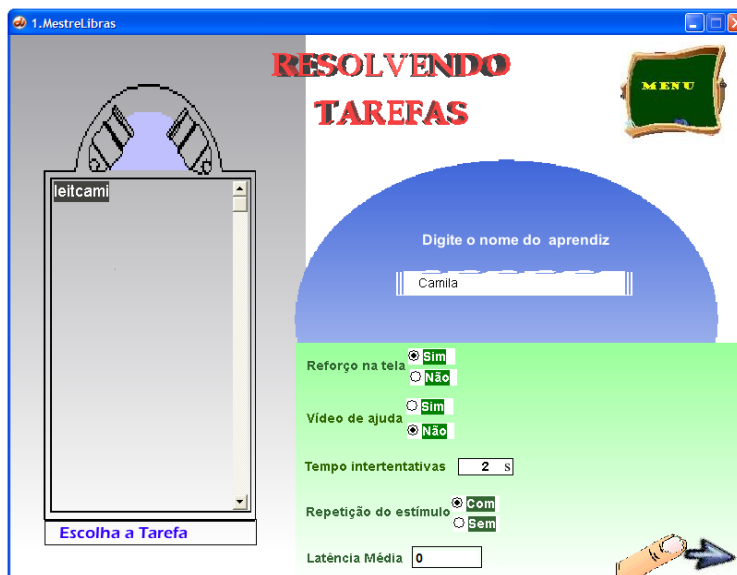 1.MestreLibras
RESOLVENDO
TAREFAS
MENU
leitcami
Escolha a Tarefa
Digite o nome do aprendiz
Camila
Reforço na tela
Sim
Não
Vídeo de ajuda
Sim
Não
Tempo intertentativas 2 s
Repetição do estímulo
Com
Sem
Latência Média 0